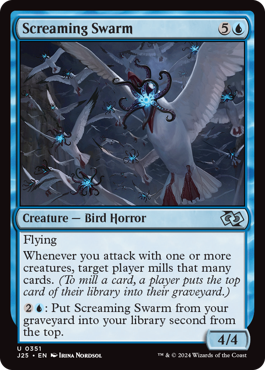 Screaming Swarm 5
Creature — Bird Horror
Flying
Whenever you attack with one or more
creatures, target player mills that many
cards. (To mill a card, a player puts the top
card of their library into their graveyard.)
2 : Put Screaming Swarm from your
graveyard into your library second from
the top.
4/4
U 0351
J25 • EN Irina Nordsol
™ & © 2024 Wizards of the Coast